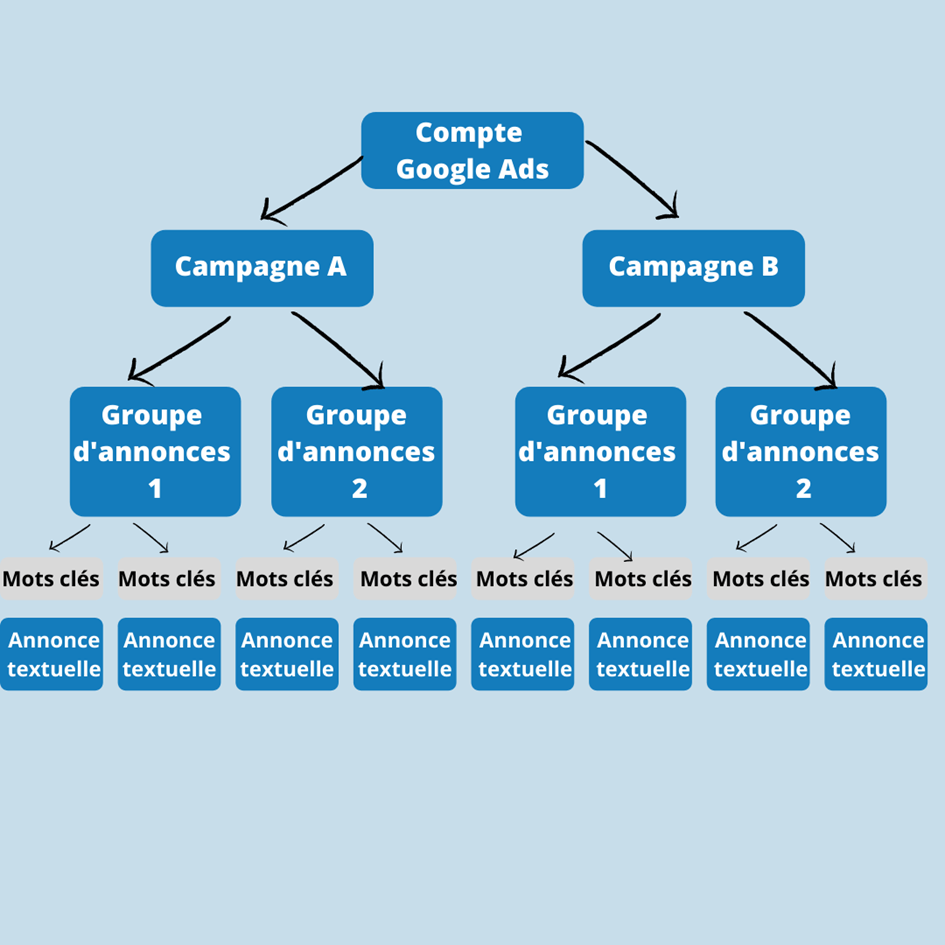 Compte
Google Ads
Campagne A
Campagne B
Groupe
d'annonces
1
Groupe
d'annonces
2
Groupe
d'annonces
1
Groupe
d'annonces
2
Mots clés
Mots clés
Mots clés
Mots clés
Mots clés
Mots clés
Mots clés
Mots clés
Annonce
textuelle
Annonce
textuelle
Annonce
textuelle
Annonce
textuelle
Annonce
textuelle
Annonce
textuelle
Annonce
textuelle
Annonce
textuelle